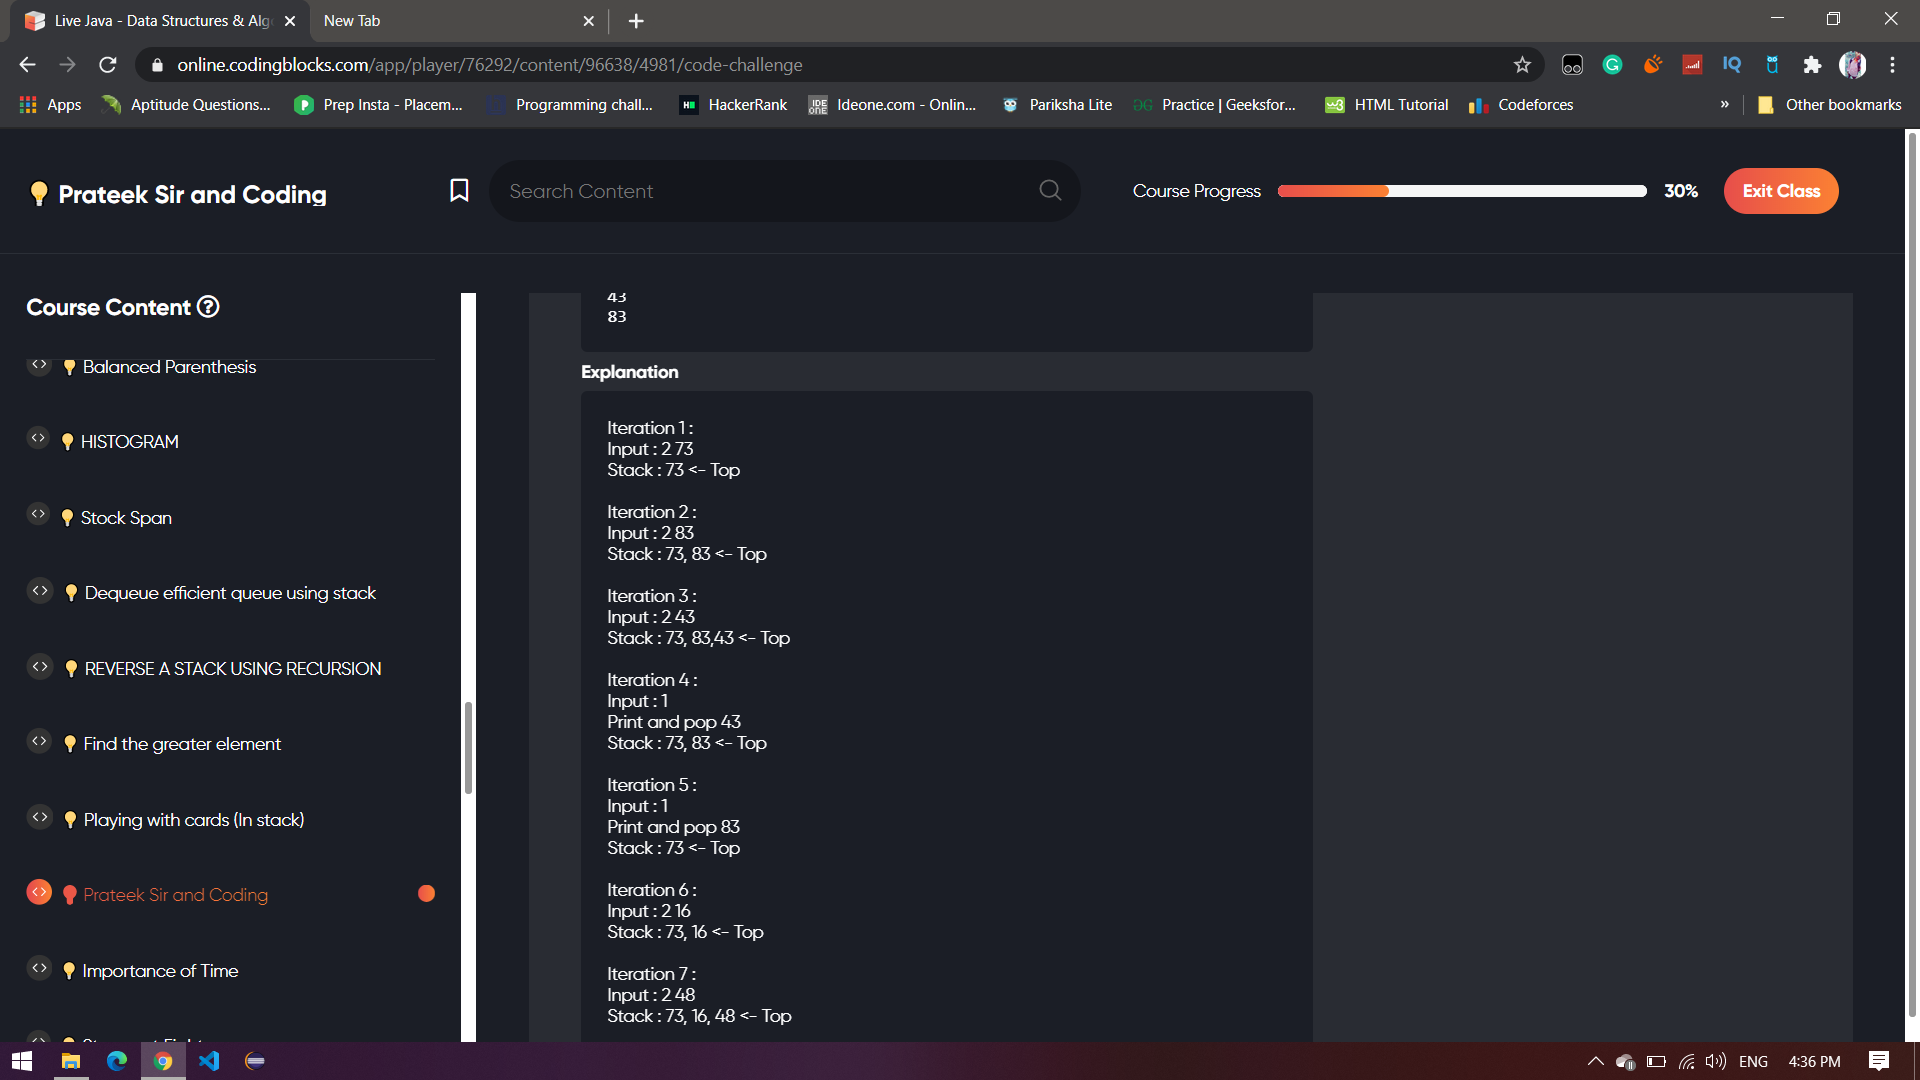 Live Java - Data Structures & Alg
New Tab
online.codingblocks.com/app/player/76292/content/96638/4981/code-challenge
Apps
Aptitude Questions...
Prep Insta - Placem...
Programming chall...
HackerRank
Ideone.com - Onlin...
Pariksha Lite
Practice | Geeksfor...
HTML Tutorial
Codeforces
»
Other bookmarks
Prateek Sir and Coding
Search Content
Course Progress
30%
Exit Class
Course Content
Balanced Parenthesis
HISTOGRAM
Stock Span
Dequeue efficient queue using stack
REVERSE A STACK USING RECURSION
Find the greater element
Playing with cards (In stack)
Prateek Sir and Coding
Importance of Time
43
83
Explanation
Iteration 1 :
Input : 2 73
Stack : 73 <- Top
Iteration 2 :
Input : 2 83
Stack : 73, 83 <- Top
Iteration 3 :
Input : 2 43
Stack : 73, 83,43 <- Top
Iteration 4 :
Input : 1
Print and pop 43
Stack : 73, 83 <- Top
Iteration 5 :
Input : 1
Print and pop 83
Stack : 73 <- Top
Iteration 6 :
Input : 2 16
Stack : 73, 16 <- Top
Iteration 7 :
Input : 2 48
Stack : 73, 16, 48 <- Top
ENG
4:36 PM